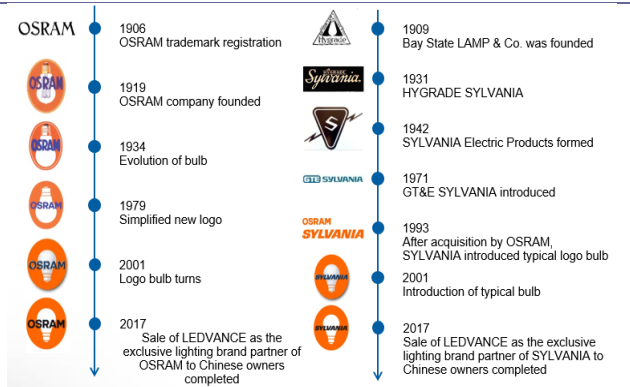 OSRAM
1906
OSRAM trademark registration
OSRAM
1919
OSRAM company founded
OSRAM
1934
Evolution of bulb
OSRAM
1979
Simplified new logo
OSRAM
2001
Logo bulb turns
OSRAM
2017
Sale of LEDVANCE as the
exclusive lighting brand partner of
OSRAM to Chinese owners
completed
Hygrade
1909
Bay State LAMP & Co. was founded
HYGRADE
Sylvania.
1931
HYGRADE SYLVANIA
S
1942
SYLVANIA Electric Products formed
GTE SYLVANIA
1971
GT&E SYLVANIA introduced
OSRAM
SYLVANIA
1993
After acquisition by OSRAM,
SYLVANIA introduced typical logo bulb
SYLVANIA
2001
Introduction of typical bulb
SYLVANIA
2017
Sale of LEDVANCE as the exclusive
lighting brand partner of SYLVANIA to
Chinese owners completed